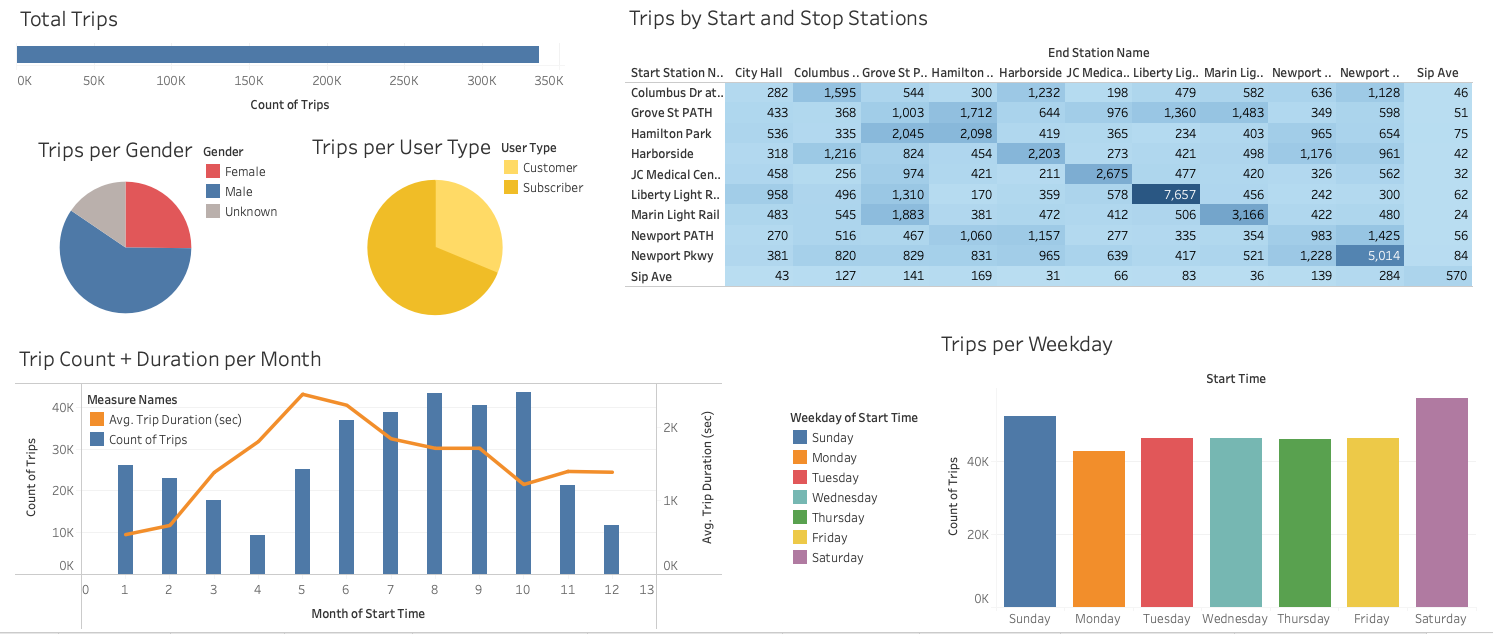 Total Trips
0K 50K 100K 150K 200K 250K 300K 350K
Count of Trips
Trips per Gender
Gender
Female
Male
Unknown
Trips per User Type
User Type
Customer
Subscriber
Trips by Start and Stop Stations
End Station Name
Start Station N.. City Hall Columbus .. Grove St P.. Hamilton .. Harborside JC Medica.. Liberty Lig.. Marin Lig.. Newport .. Newport .. Sip Ave
Columbus Dr at.. 282 1,595 544 300 1,232 198 479 582 636 1,128 46
Grove St PATH 433 368 1,003 1,712 644 976 1,360 1,483 349 598 51
Hamilton Park 536 335 2,045 2,098 419 365 234 403 965 654 75
Harborside 318 1,216 824 454 2,203 273 421 498 1,176 961 42
JC Medical Cen.. 458 256 974 421 211 2,675 477 420 326 562 32
Liberty Light R.. 958 496 1,310 170 359 578 7,657 456 242 300 62
Marin Light Rail 483 545 1,883 381 472 412 506 3,166 422 480 24
Newport PATH 270 516 467 1,060 1,157 277 335 354 983 1,425 56
Newport Pkwy 381 820 829 831 965 639 417 521 1,228 5,014 84
Sip Ave 43 127 141 169 31 66 83 36 139 284 570
Trip Count + Duration per Month
Measure Names
Avg. Trip Duration (sec)
Count of Trips
Count of Trips
40K
30K
20K
10K
0K
2K
1K
0K
Avg. Trip Duration (sec)
0 1 2 3 4 5 6 7 8 9 10 11 12 13
Month of Start Time
Trips per Weekday
Start Time
Weekday of Start Time
Sunday
Monday
Tuesday
Wednesday
Thursday
Friday
Saturday
Count of Trips
40K
20K
0K
Sunday Monday Tuesday Wednesday Thursday Friday Saturday